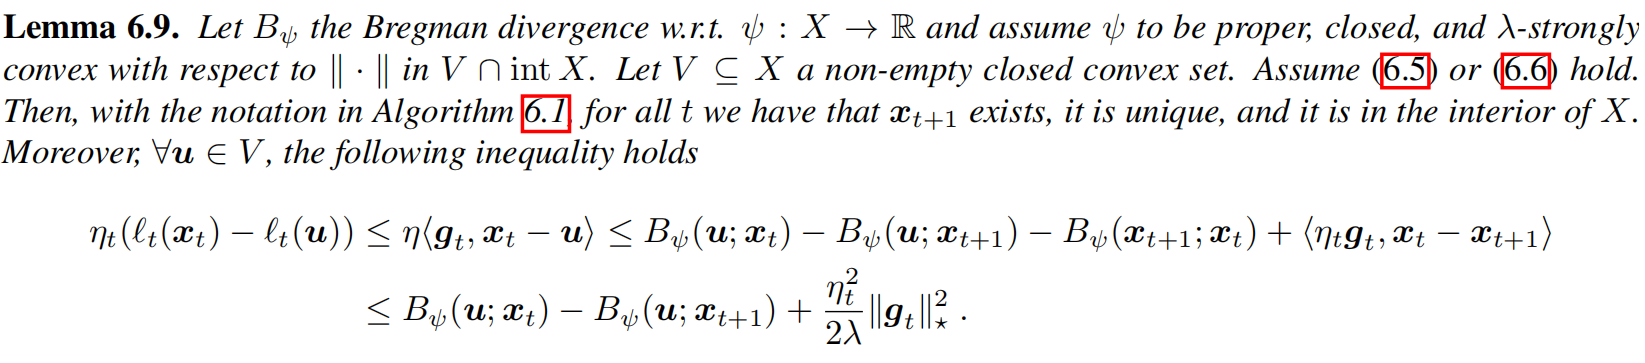 Lemma 6.9. Let B_ψ the Bregman divergence w.r.t. ψ : X → ℝ and assume ψ to be proper, closed, and λ-strongly
convex with respect to ‖ · ‖ in V ∩ int X. Let V ⊆ X a non-empty closed convex set. Assume (6.5) or (6.6) hold.
Then, with the notation in Algorithm 6.1, for all t we have that x_{t+1} exists, it is unique, and it is in the interior of X.
Moreover, ∀u ∈ V, the following inequality holds
η_t(ℓ_t(x_t) − ℓ_t(u)) ≤ η⟨g_t, x_t − u⟩ ≤ B_ψ(u; x_t) − B_ψ(u; x_{t+1}) − B_ψ(x_{t+1}; x_t) + ⟨η_t g_t, x_t − x_{t+1}⟩
≤ B_ψ(u; x_t) − B_ψ(u; x_{t+1}) + \frac{η_t^2}{2λ}‖g_t‖_⋆^2 .